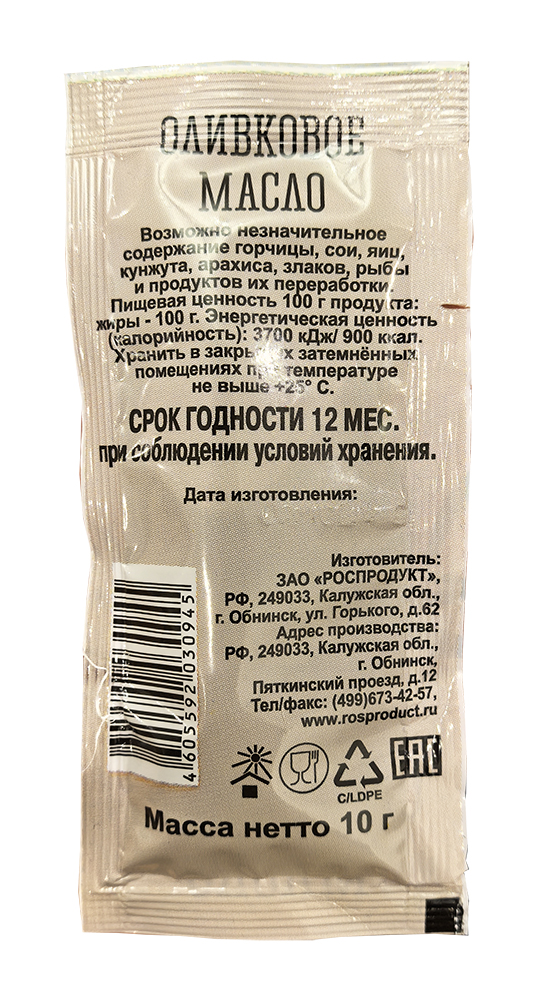 ОЛИВКОВОЕ
МАСЛО
Возможно незначительное
содержание горчицы, сои, яиц,
кунжута, арахиса, злаков, рыбы
и продуктов их переработки.
Пищевая ценность 100 г продукта:
жиры - 100 г. Энергетическая ценность
(калорийность): 3700 кДж/ 900 ккал.
Хранить в закрытых затемнённых
помещениях при температуре
не выше +25° С.
СРОК ГОДНОСТИ 12 МЕС.
при соблюдении условий хранения.
Дата изготовления:
Изготовитель:
ЗАО «РОСПРОДУКТ»,
РФ, 249033, Калужская обл.,
г. Обнинск, ул. Горького, д.62
Адрес производства:
РФ, 249033, Калужская обл.,
г. Обнинск,
Пяткинский проезд, д.12
Тел/факс: (499)673-42-57,
www.rosproduct.ru
4 605592 030945
C/LDPE
EAC
Масса нетто 10 г